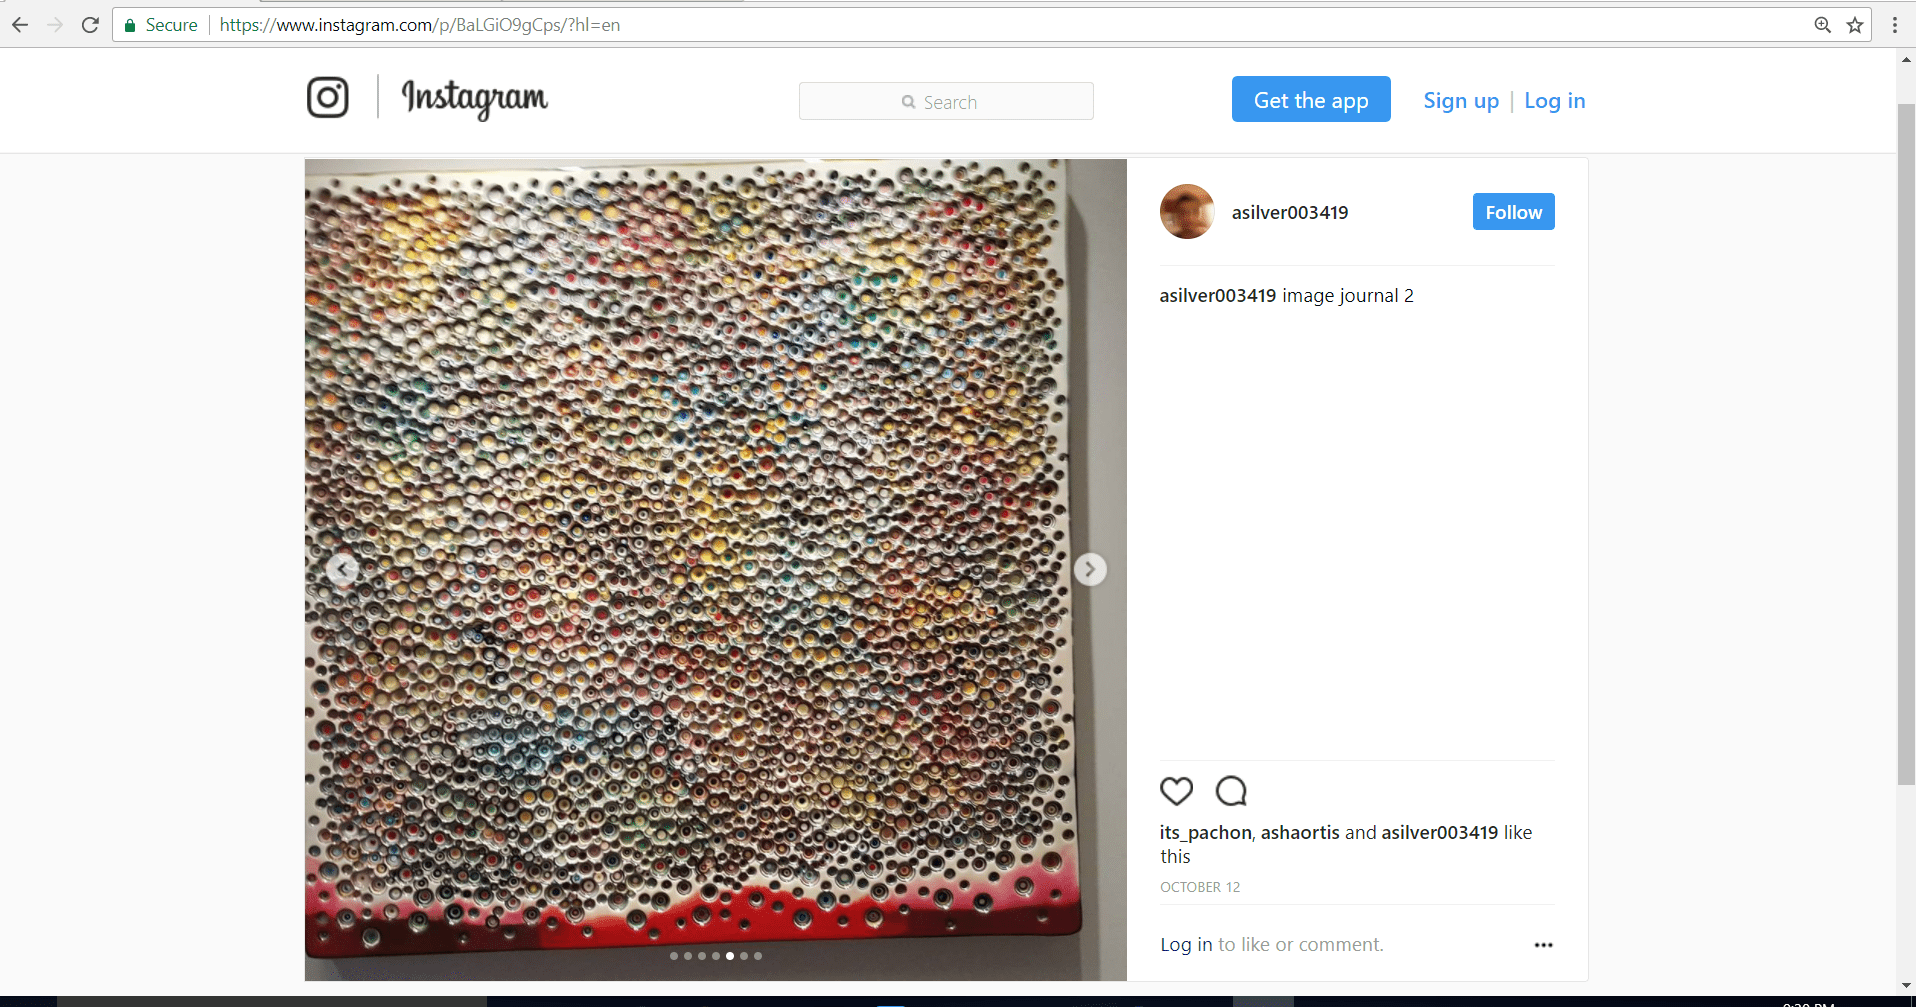 Secure https://www.instagram.com/p/BaLGiO9gCps/?hl=en
Instagram
Search
Get the app
Sign up | Log in
asilver003419
Follow
asilver003419 image journal 2
its_pachon, ashaortis and asilver003419 like
this
OCTOBER 12
Log in to like or comment.